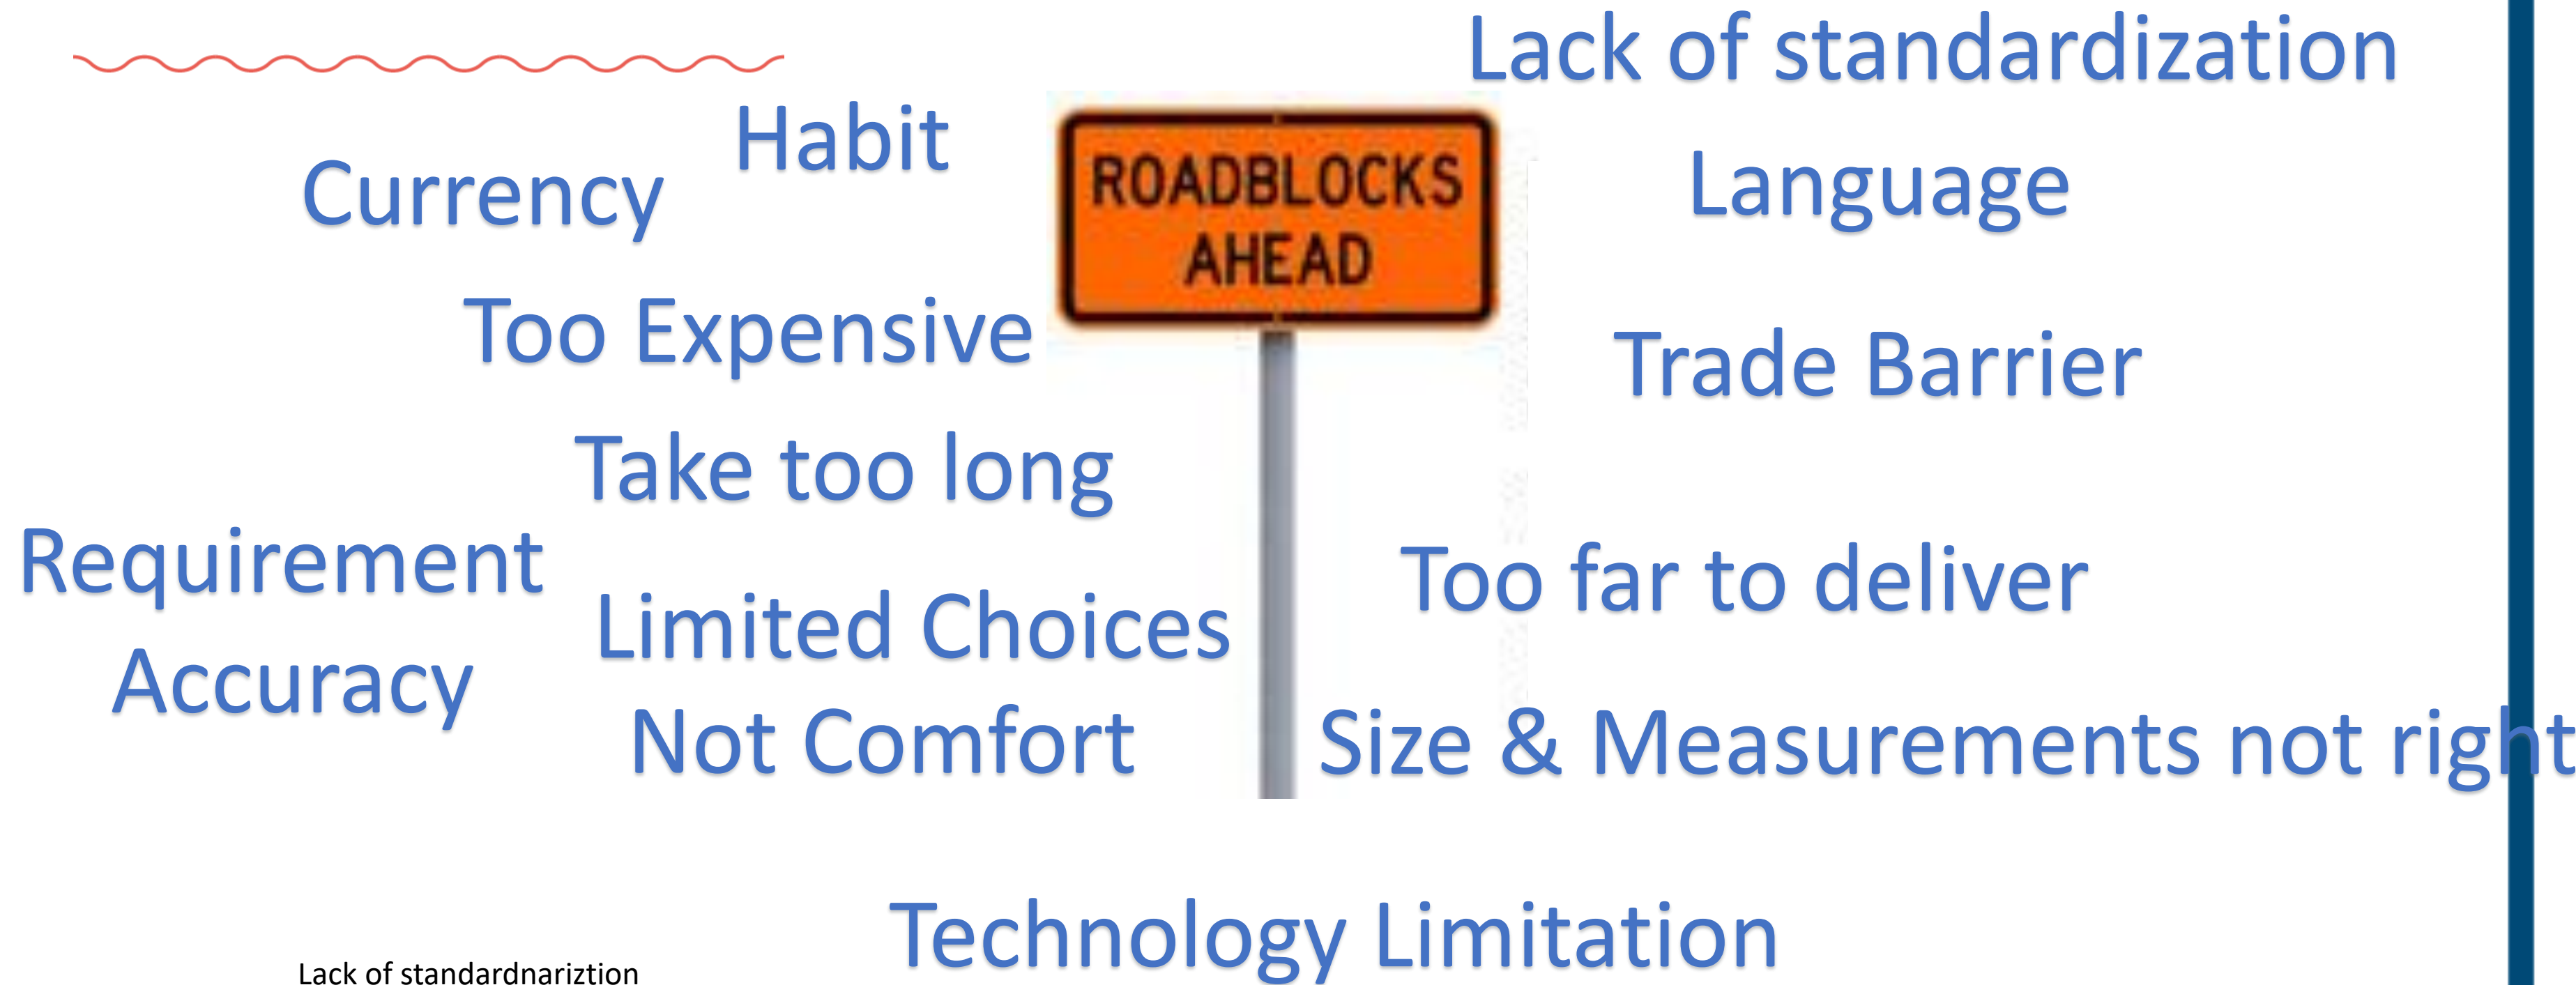 Lack of standardization
Habit
Currency
ROADBLOCKS
AHEAD
Language
Too Expensive
Trade Barrier
Take too long
Requirement
Accuracy
Limited Choices
Too far to deliver
Not Comfort
Size & Measurements not right
Technology Limitation
Lack of standardnariztion